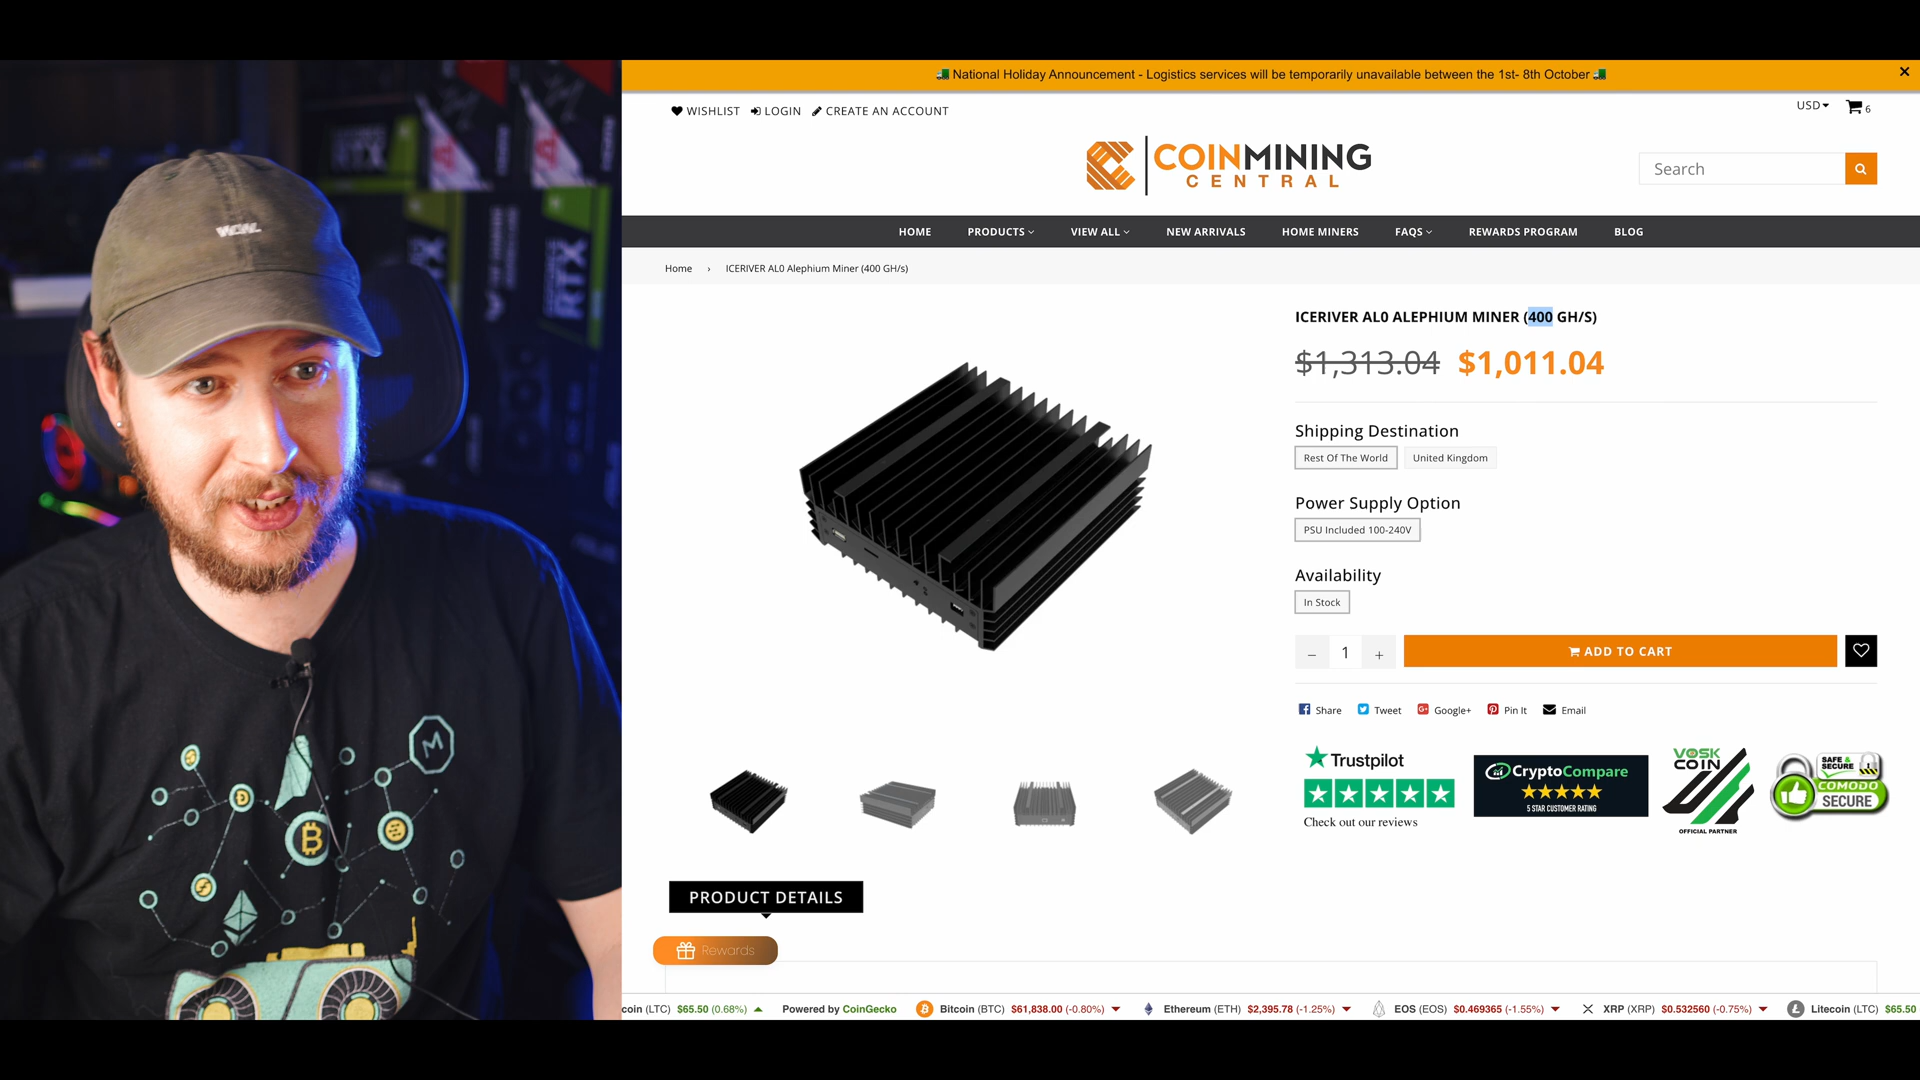 National Holiday Announcement - Logistics services will be temporarily unavailable between the 1st- 8th October
WISHLIST LOGIN CREATE AN ACCOUNT
USD
6
COINMINING
CENTRAL
Search
HOME PRODUCTS VIEW ALL NEW ARRIVALS HOME MINERS FAQS REWARDS PROGRAM BLOG
Home › ICERIVER AL0 Alephium Miner (400 GH/s)
ICERIVER AL0 ALEPHIUM MINER (400 GH/S)
$1,313.04 $1,011.04
Shipping Destination
Rest Of The World United Kingdom
Power Supply Option
PSU Included 100-240V
Availability
In Stock
− 1 + ADD TO CART
Share Tweet Google+ Pin It Email
Trustpilot
Check out our reviews
CryptoCompare
5 STAR CUSTOMER RATING
VOSK
COIN
OFFICIAL PARTNER
SAFE &
SECURE
COMODO
SECURE
PRODUCT DETAILS
Rewards
coin (LTC) $65.50 (0.68%) Powered by CoinGecko Bitcoin (BTC) $61,838.00 (-0.80%) Ethereum (ETH) $2,395.78 (-1.25%) EOS (EOS) $0.469365 (-1.55%) XRP (XRP) $0.532560 (-0.75%) Litecoin (LTC) $65.50
RTX
RTX
RTX
M